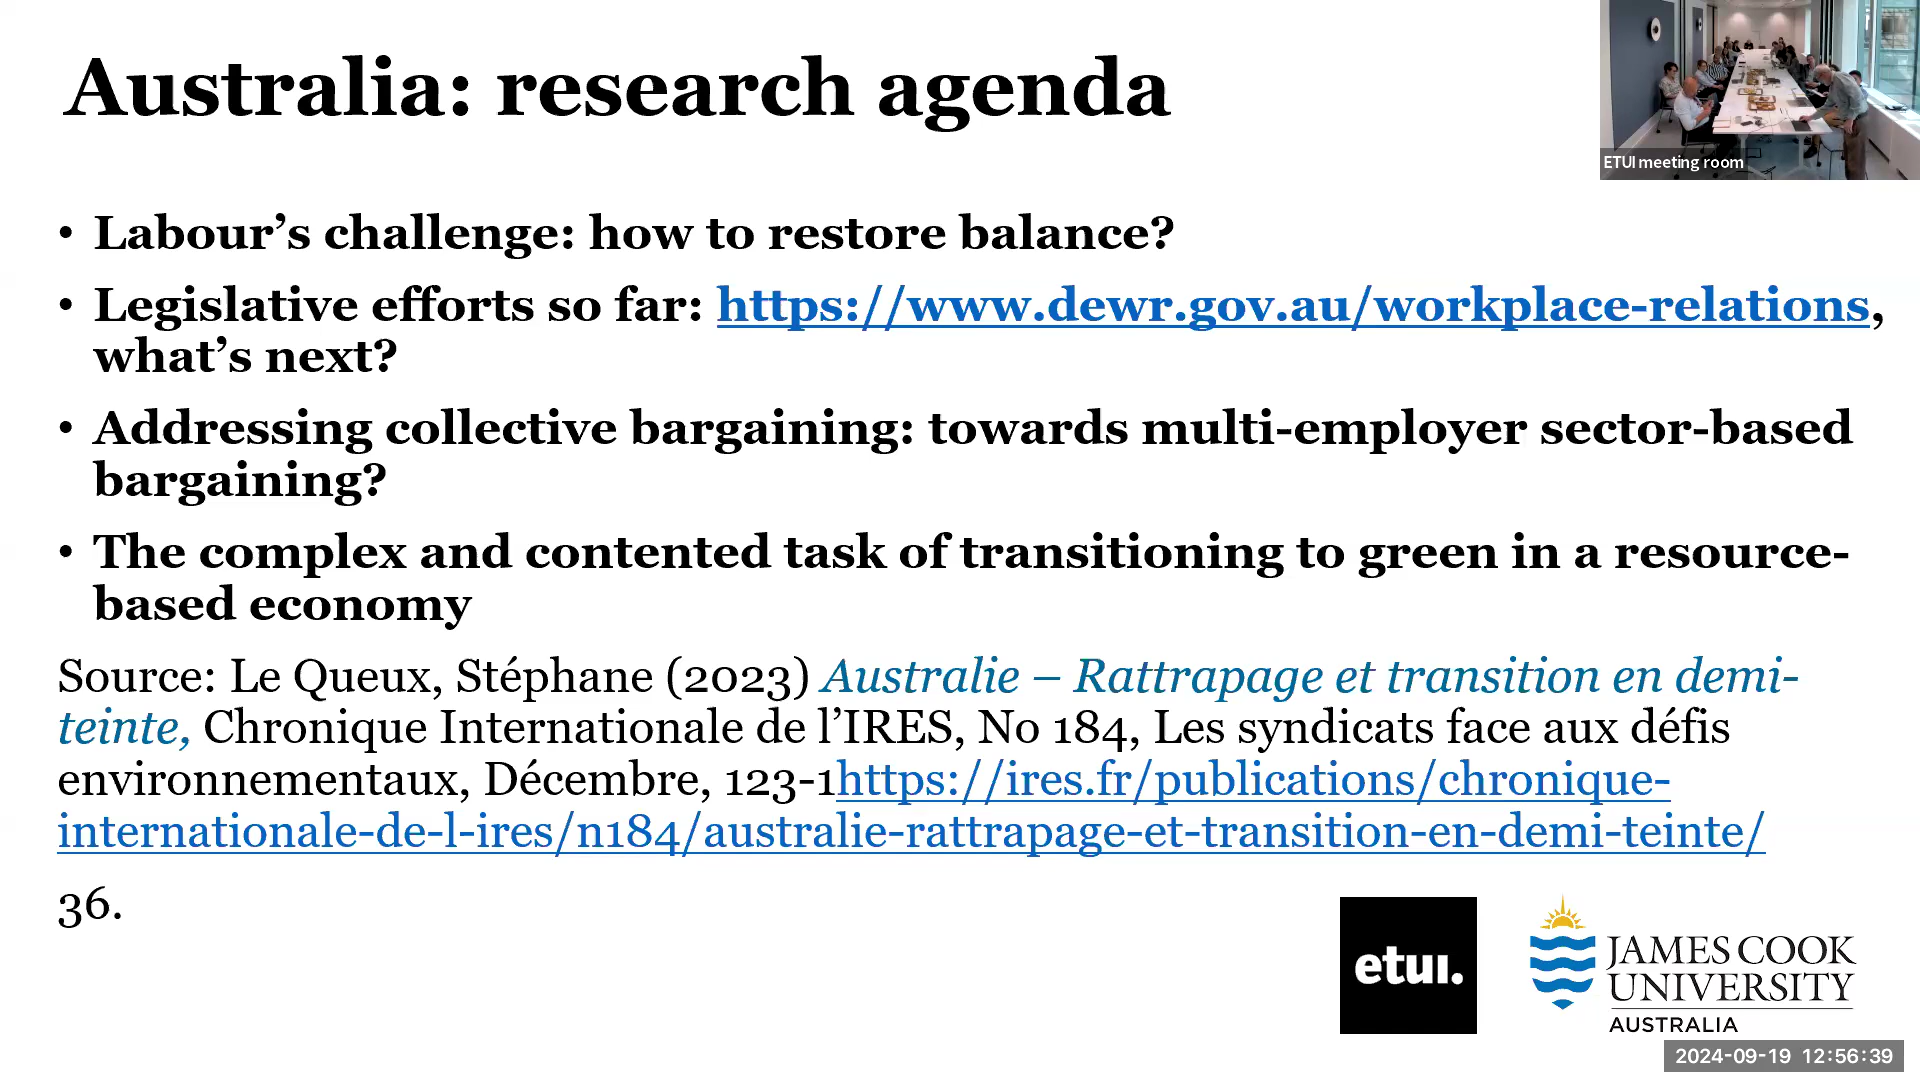 Australia: research agenda
ETUI meeting room
• Labour’s challenge: how to restore balance?
• Legislative efforts so far: https://www.dewr.gov.au/workplace-relations,
what’s next?
• Addressing collective bargaining: towards multi-employer sector-based
bargaining?
• The complex and contented task of transitioning to green in a resource-
based economy
Source: Le Queux, Stéphane (2023) Australie – Rattrapage et transition en demi-
teinte, Chronique Internationale de l’IRES, No 184, Les syndicats face aux défis
environnementaux, Décembre, 123-1https://ires.fr/publications/chronique-
internationale-de-l-ires/n184/australie-rattrapage-et-transition-en-demi-teinte/
36.
etui.
JAMES COOK
UNIVERSITY
AUSTRALIA
2024-09-19 12:56:39